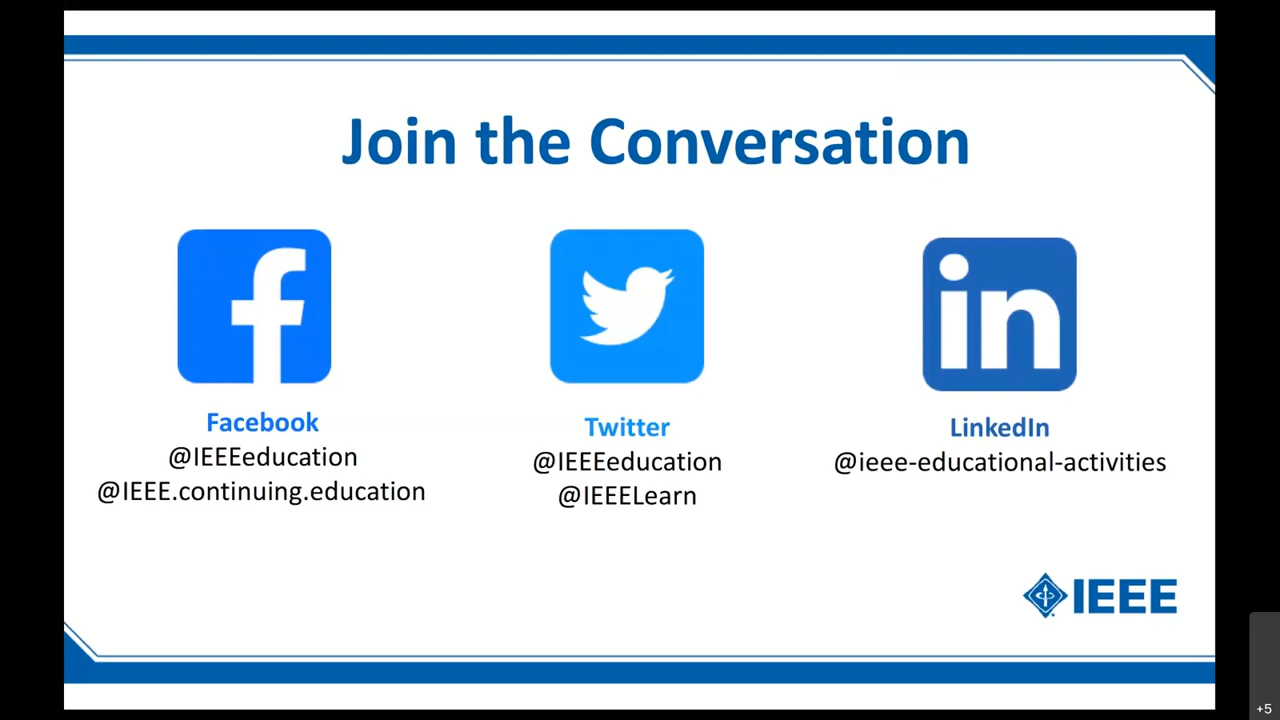 Join the Conversation
Facebook
@IEEEeducation
@IEEE.continuing.education
Twitter
@IEEEeducation
@IEEELearn
LinkedIn
@ieee-educational-activities
IEEE
+5